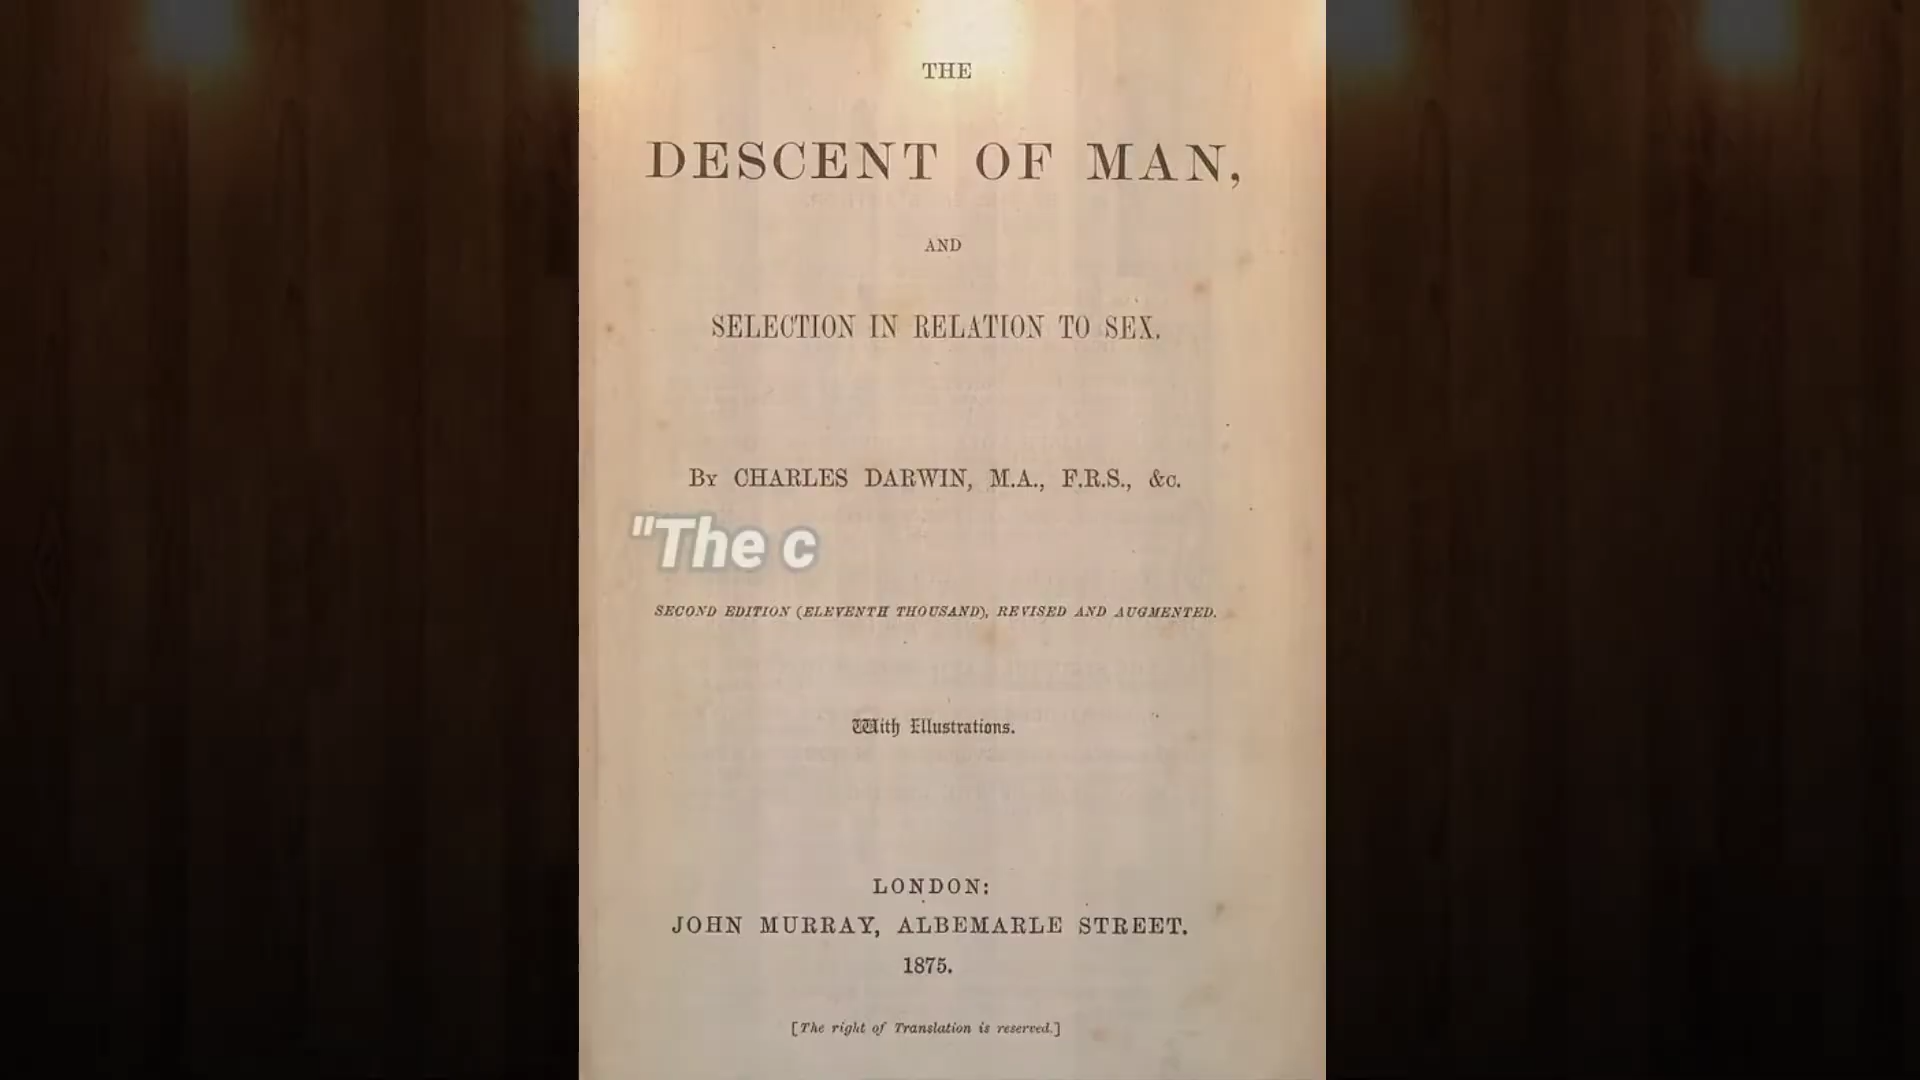 THE
DESCENT OF MAN,
AND
SELECTION IN RELATION TO SEX.
By CHARLES DARWIN, M.A., F.R.S., &c.
"The c
SECOND EDITION (ELEVENTH THOUSAND), REVISED AND AUGMENTED.
With Illustrations.
LONDON:
JOHN MURRAY, ALBEMARLE STREET.
1875.
[The right of Translation is reserved.]